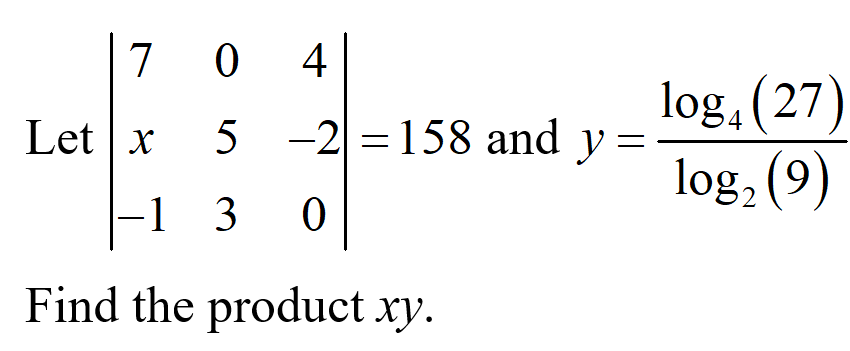 Let | 7 0 4 |
| x 5 −2 | = 158 and y = log₄(27) / log₂(9)
| −1 3 0 |
Find the product xy.